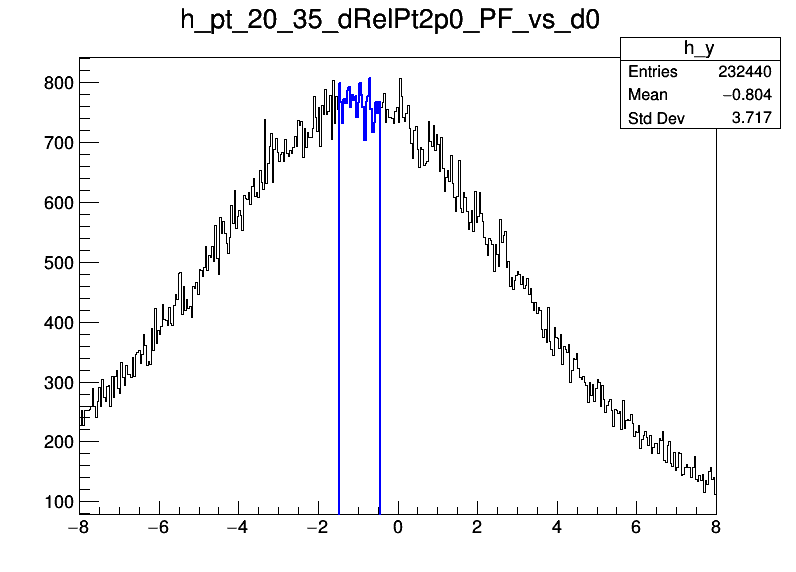 h_pt_20_35_dRelPt2p0_PF_vs_d0
h_y
Entries 232440
Mean −0.804
Std Dev 3.717
800
700
600
500
400
300
200
100
−8 −6 −4 −2 0 2 4 6 8